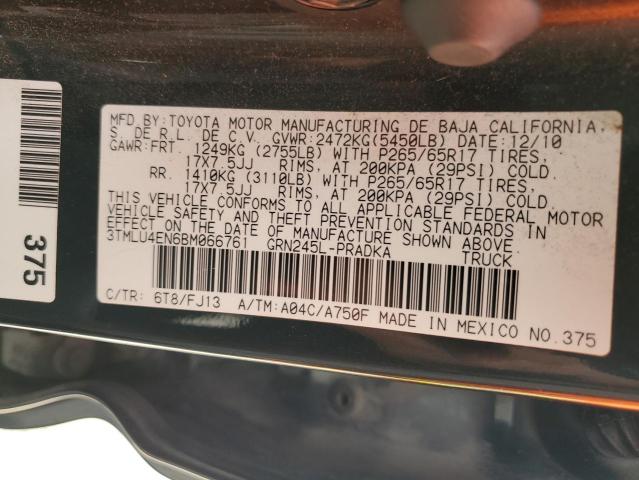 375
MFD.BY:TOYOTA MOTOR MANUFACTURING DE BAJA CALIFORNIA
S. DE R.L. DE C.V. GVWR:2472KG(5450LB) DATE:12/10
GAWR:FRT. 1249KG (2755LB) WITH P265/65R17 TIRES,
17X7.5JJ RIMS, AT 200KPA (29PSI) COLD.
RR. 1410KG (3110LB) WITH P265/65R17 TIRES,
17X7.5JJ RIMS, AT 200KPA (29PSI) COLD.
THIS VEHICLE CONFORMS TO ALL APPLICABLE FEDERAL MOTOR
VEHICLE SAFETY AND THEFT PREVENTION STANDARDS IN
EFFECT ON THE DATE OF MANUFACTURE SHOWN ABOVE.
3TMLU4EN6BM066761 GRN245L-PRADKA TRUCK
C/TR: 6T8/FJ13 A/TM:A04C/A750F MADE IN MEXICO NO.375